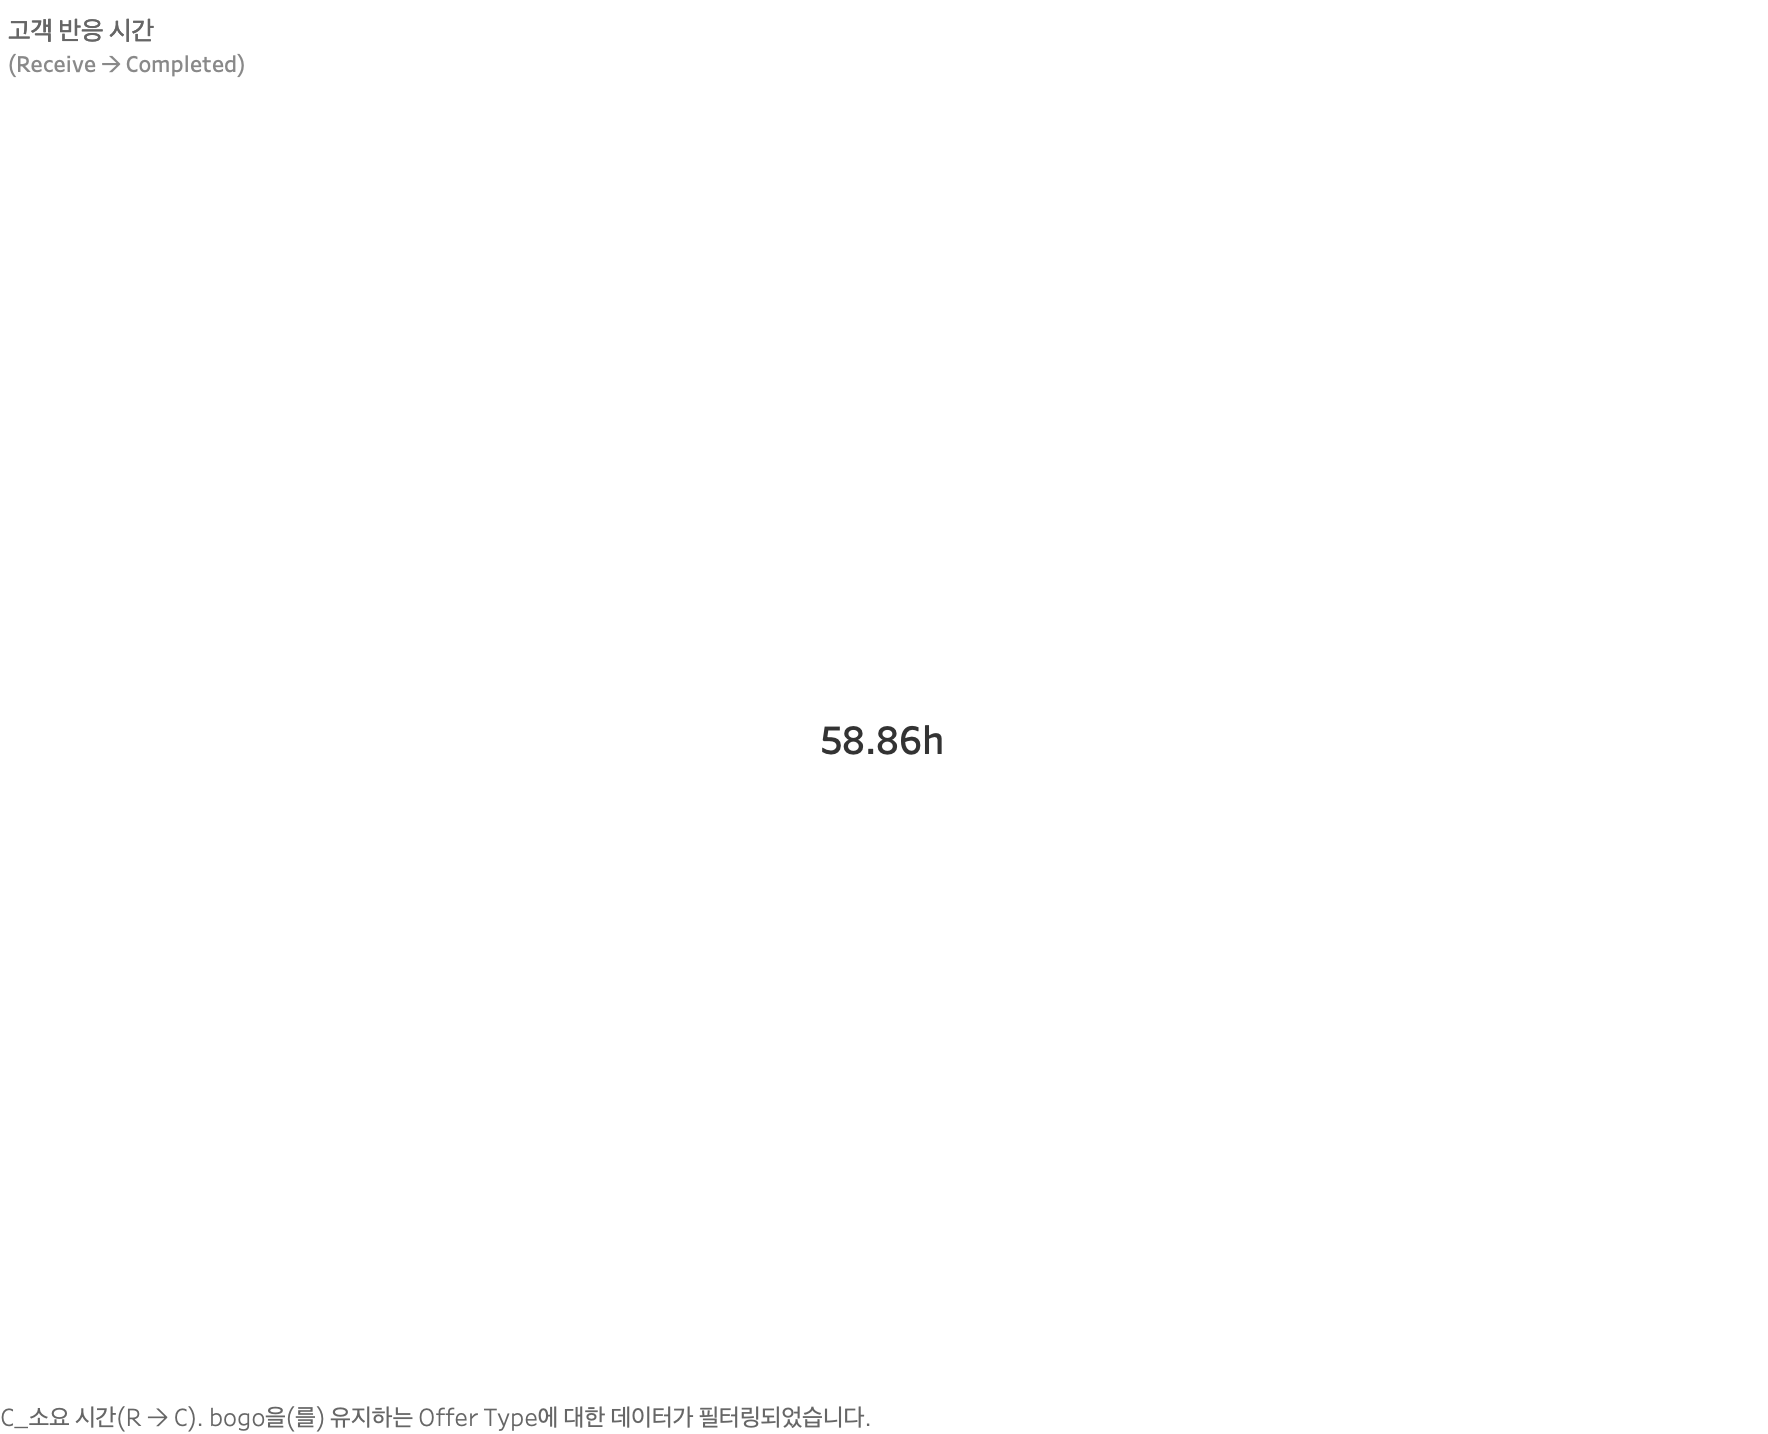 고객 반응 시간
(Receive → Completed)
58.86h
C_소요 시간(R → C). bogo을(를) 유지하는 Offer Type에 대한 데이터가 필터링되었습니다.